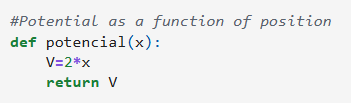 #Potential as a function of position
def potencial(x):
    V=2*x
    return V